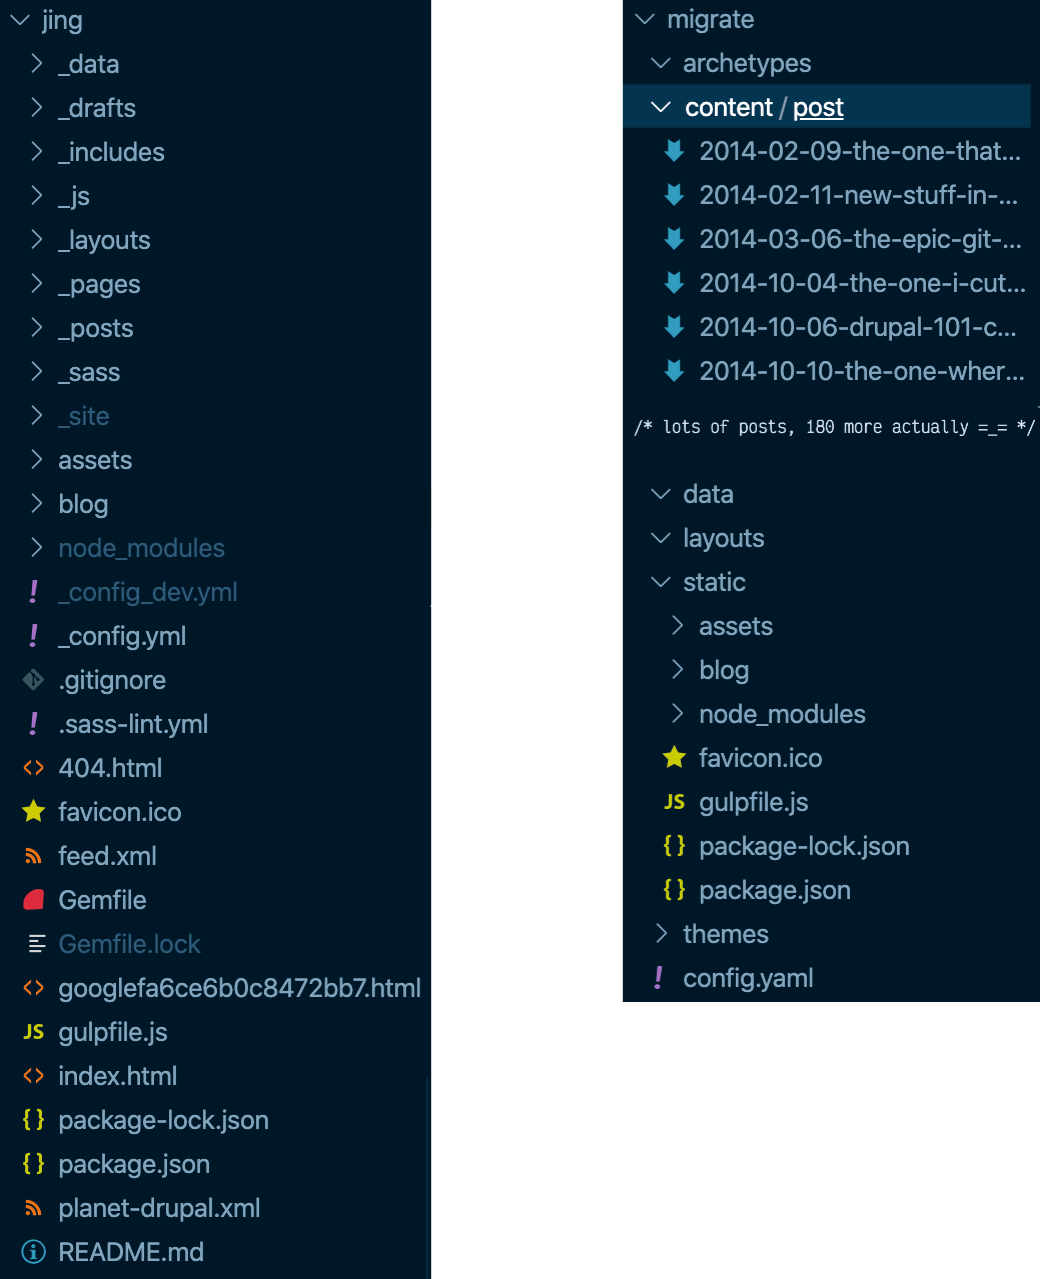 jing
_data
_drafts
_includes
_js
_layouts
_pages
_posts
_sass
_site
assets
blog
node_modules
_config_dev.yml
_config.yml
.gitignore
.sass-lint.yml
404.html
favicon.ico
feed.xml
Gemfile
Gemfile.lock
googlefa6ce6b0c8472bb7.html
JS gulpfile.js
index.html
{} package-lock.json
{} package.json
planet-drupal.xml
README.md
migrate
archetypes
content / post
2014-02-09-the-one-that...
2014-02-11-new-stuff-in-...
2014-03-06-the-epic-git-...
2014-10-04-the-one-i-cut...
2014-10-06-drupal-101-c...
2014-10-10-the-one-wher...
/* lots of posts, 180 more actually =_= */
data
layouts
static
assets
blog
node_modules
favicon.ico
JS gulpfile.js
{} package-lock.json
{} package.json
themes
config.yaml